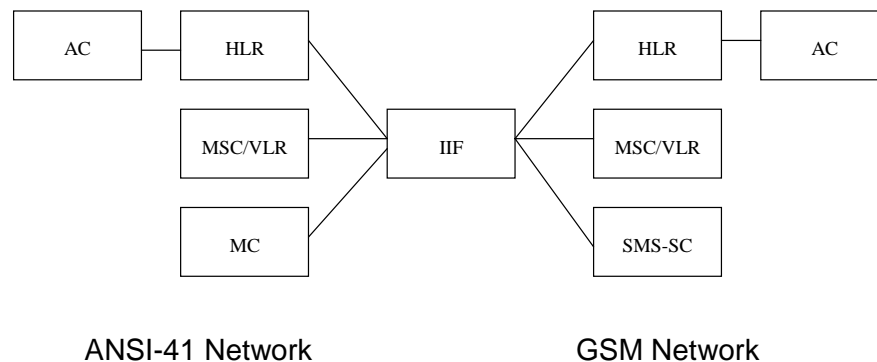 AC
HLR
HLR
AC
MSC/VLR
IIF
MSC/VLR
MC
SMS-SC
ANSI-41 Network
GSM Network